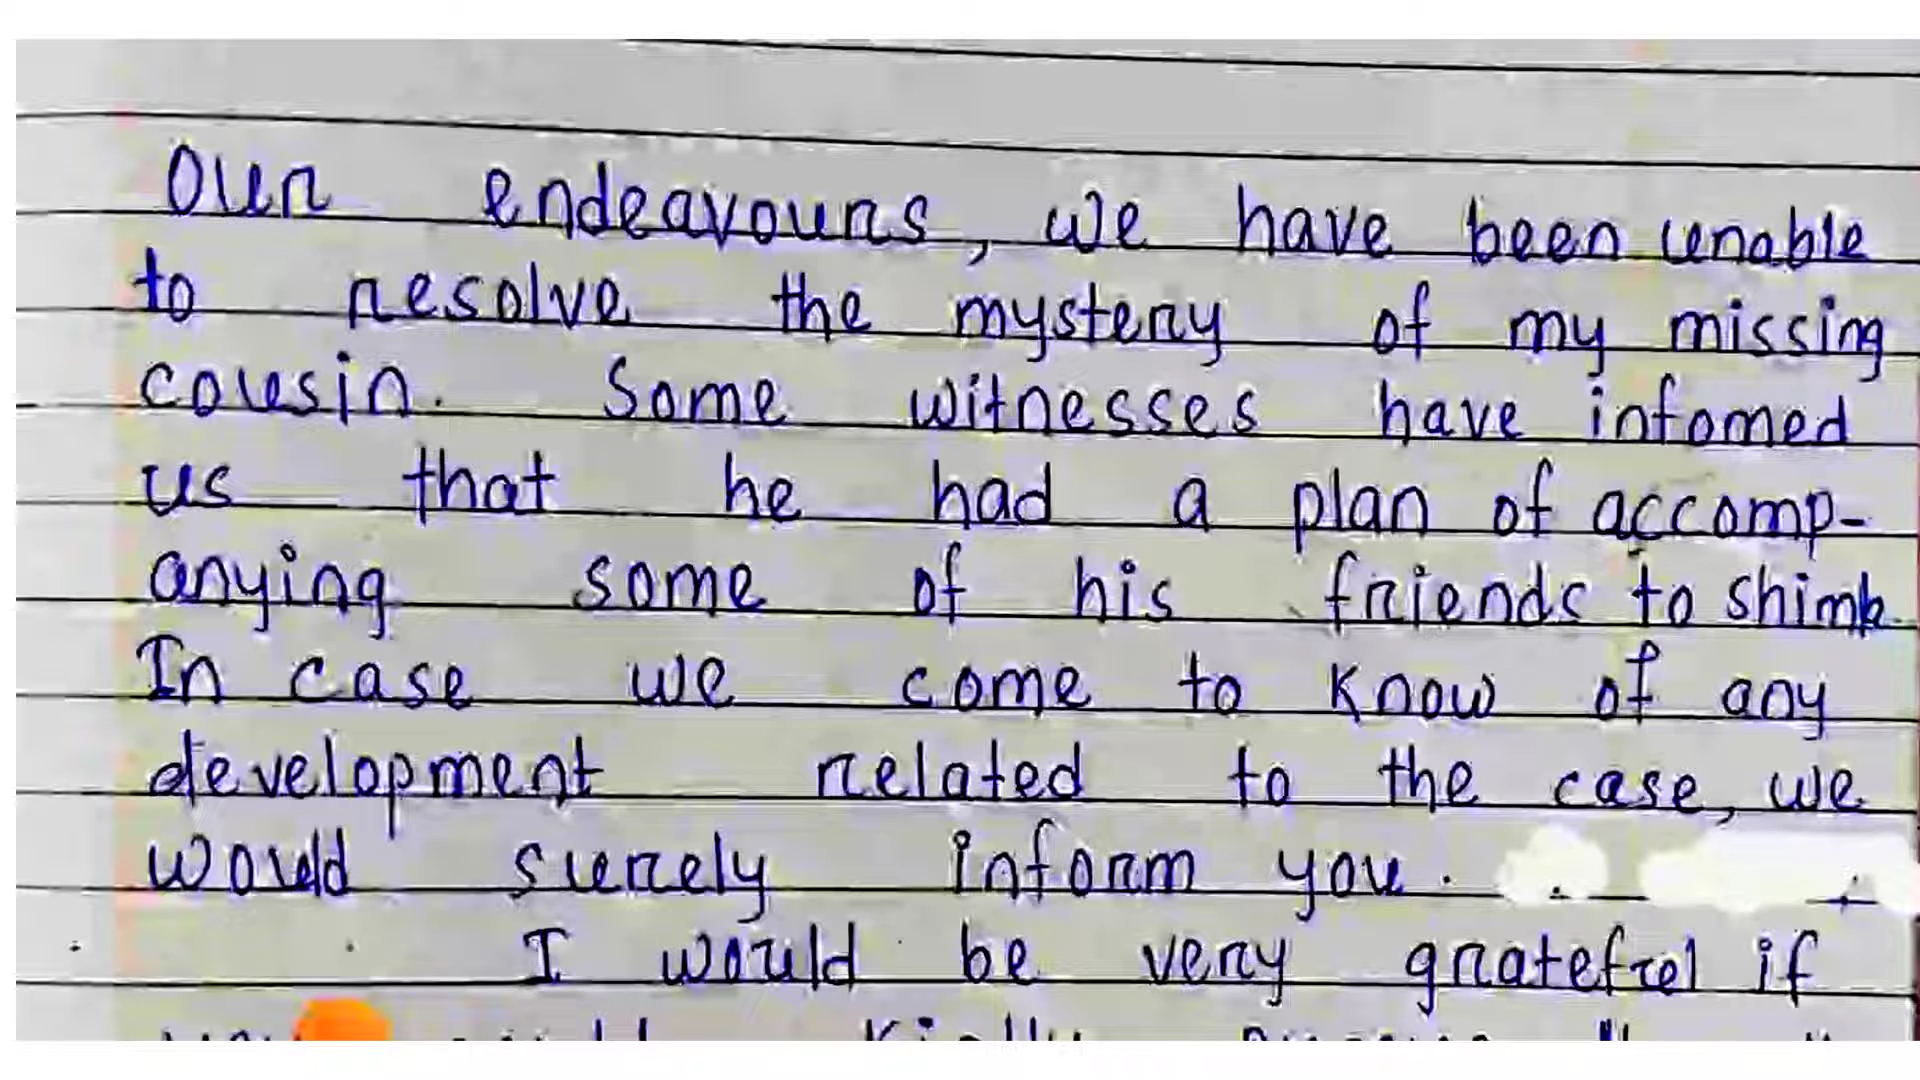 Our endeavours, we have been unable
to resolve the mystery of my missing
cousin. Some witnesses have infomed
us that he had a plan of accomp-
anying some of his friends to shimla
In case we come to know of any
development related to the case, we
would surely inform you.
I would be very grateful if